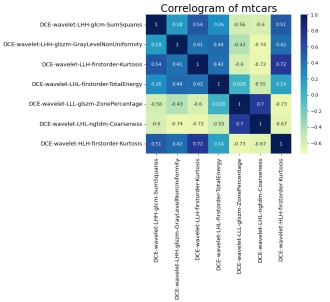 Correlogram of mtcars
DCE-wavelet-LHH-glcm-SumSquares 1 0.18 0.54 0.26 -0.56 -0.6 0.51
DCE-wavelet-LHH-glszm-GrayLevelNonUniformity 0.18 1 0.41 0.44 -0.43 -0.74 0.42
DCE-wavelet-LLH-firstorder-Kurtosis 0.54 0.41 1 0.42 -0.6 -0.72 0.72
DCE-wavelet-LHL-firstorder-TotalEnergy 0.26 0.44 0.42 1 0.028 -0.55 0.14
DCE-wavelet-LLL-glszm-ZonePercentage -0.56 -0.43 -0.6 0.028 1 0.7 -0.73
DCE-wavelet-LHL-ngtdm-Coarseness -0.6 -0.74 -0.72 -0.55 0.7 1 -0.67
DCE-wavelet-HLH-firstorder-Kurtosis 0.51 0.42 0.72 0.14 -0.73 -0.67 1
DCE-wavelet-LHH-glcm-SumSquares
DCE-wavelet-LHH-glszm-GrayLevelNonUniformity
DCE-wavelet-LLH-firstorder-Kurtosis
DCE-wavelet-LHL-firstorder-TotalEnergy
DCE-wavelet-LLL-glszm-ZonePercentage
DCE-wavelet-LHL-ngtdm-Coarseness
DCE-wavelet-HLH-firstorder-Kurtosis
1.0
0.8
0.6
0.4
0.2
0.0
-0.2
-0.4
-0.6